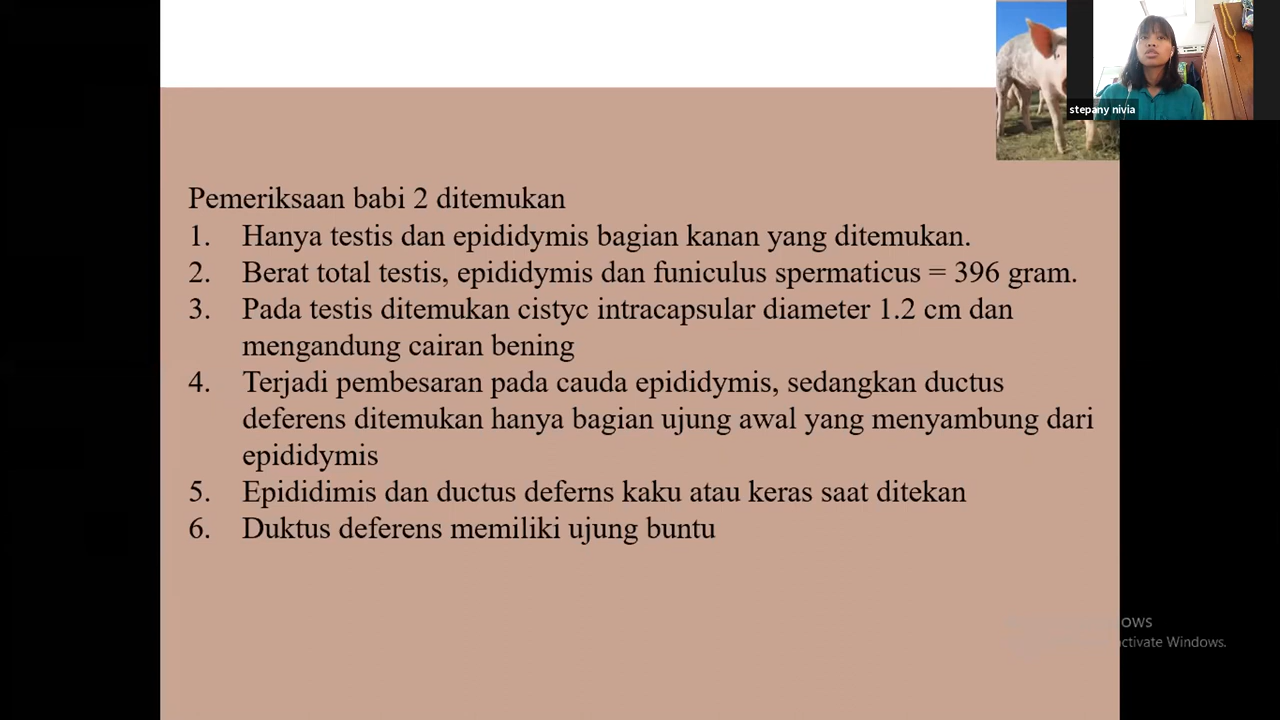 stepany nivia
Pemeriksaan babi 2 ditemukan
1. Hanya testis dan epididymis bagian kanan yang ditemukan.
2. Berat total testis, epididymis dan funiculus spermaticus = 396 gram.
3. Pada testis ditemukan cistyc intracapsular diameter 1.2 cm dan
mengandung cairan bening
4. Terjadi pembesaran pada cauda epididymis, sedangkan ductus
deferens ditemukan hanya bagian ujung awal yang menyambung dari
epididymis
5. Epididimis dan ductus deferns kaku atau keras saat ditekan
6. Duktus deferens memiliki ujung buntu
Windows.